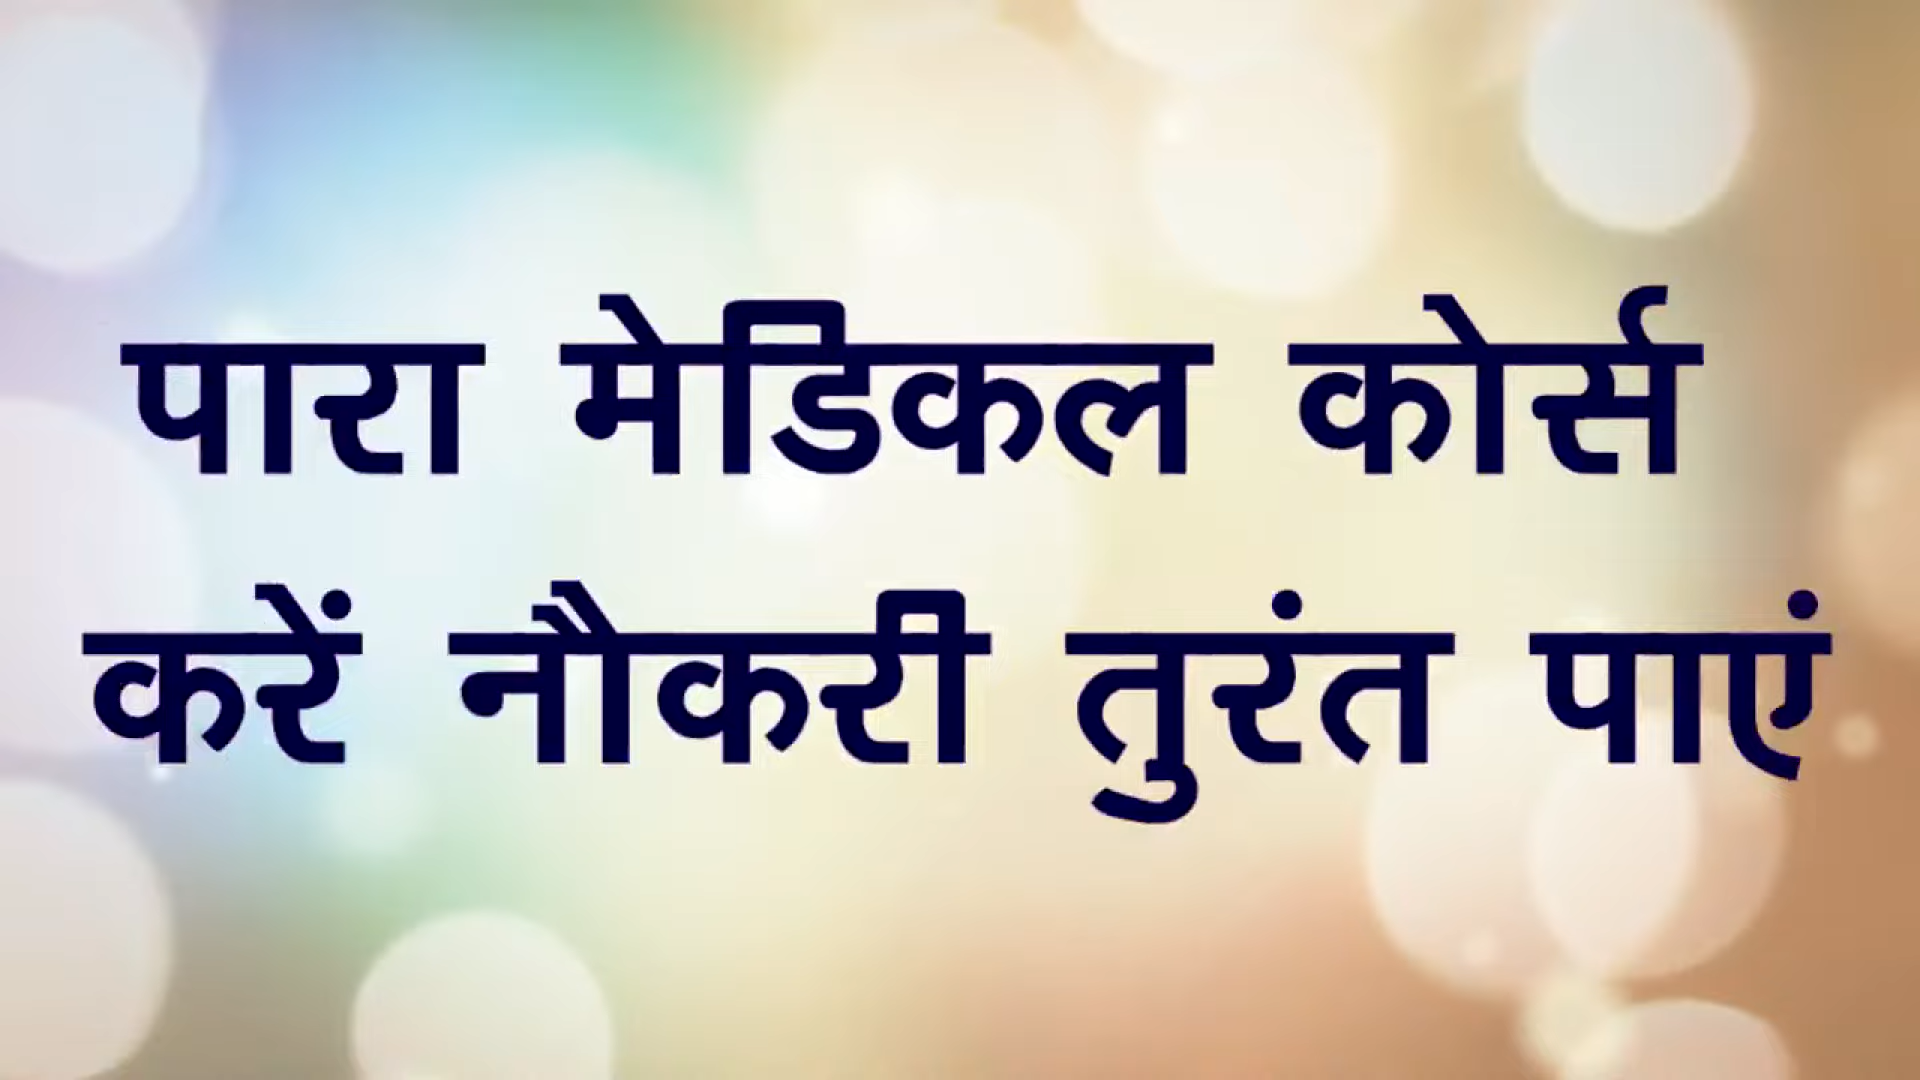 पारा मेडिकल कोर्स
करें नौकरी तुरंत पाएं